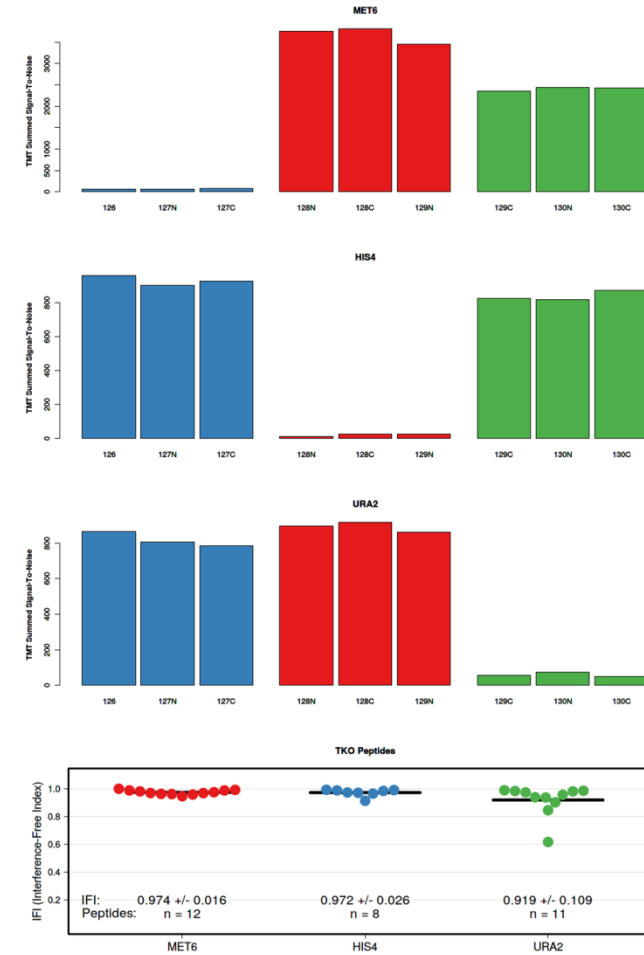 MET6
TMT Summed Signal-To-Noise
0 500 1000 2000 3000
126 127N 127C 128N 128C 129N 129C 130N 130C
HIS4
TMT Summed Signal-To-Noise
0 200 400 600 800
126 127N 127C 128N 128C 129N 129C 130N 130C
URA2
TMT Summed Signal-To-Noise
0 200 400 600 800
126 127N 127C 128N 128C 129N 129C 130N 130C
TKO Peptides
IFI (Interference-Free Index)
1.0
0.8
0.6
0.4
0.2
IFI: 0.974 +/- 0.016 0.972 +/- 0.026 0.919 +/- 0.109
Peptides: n = 12 n = 8 n = 11
MET6 HIS4 URA2